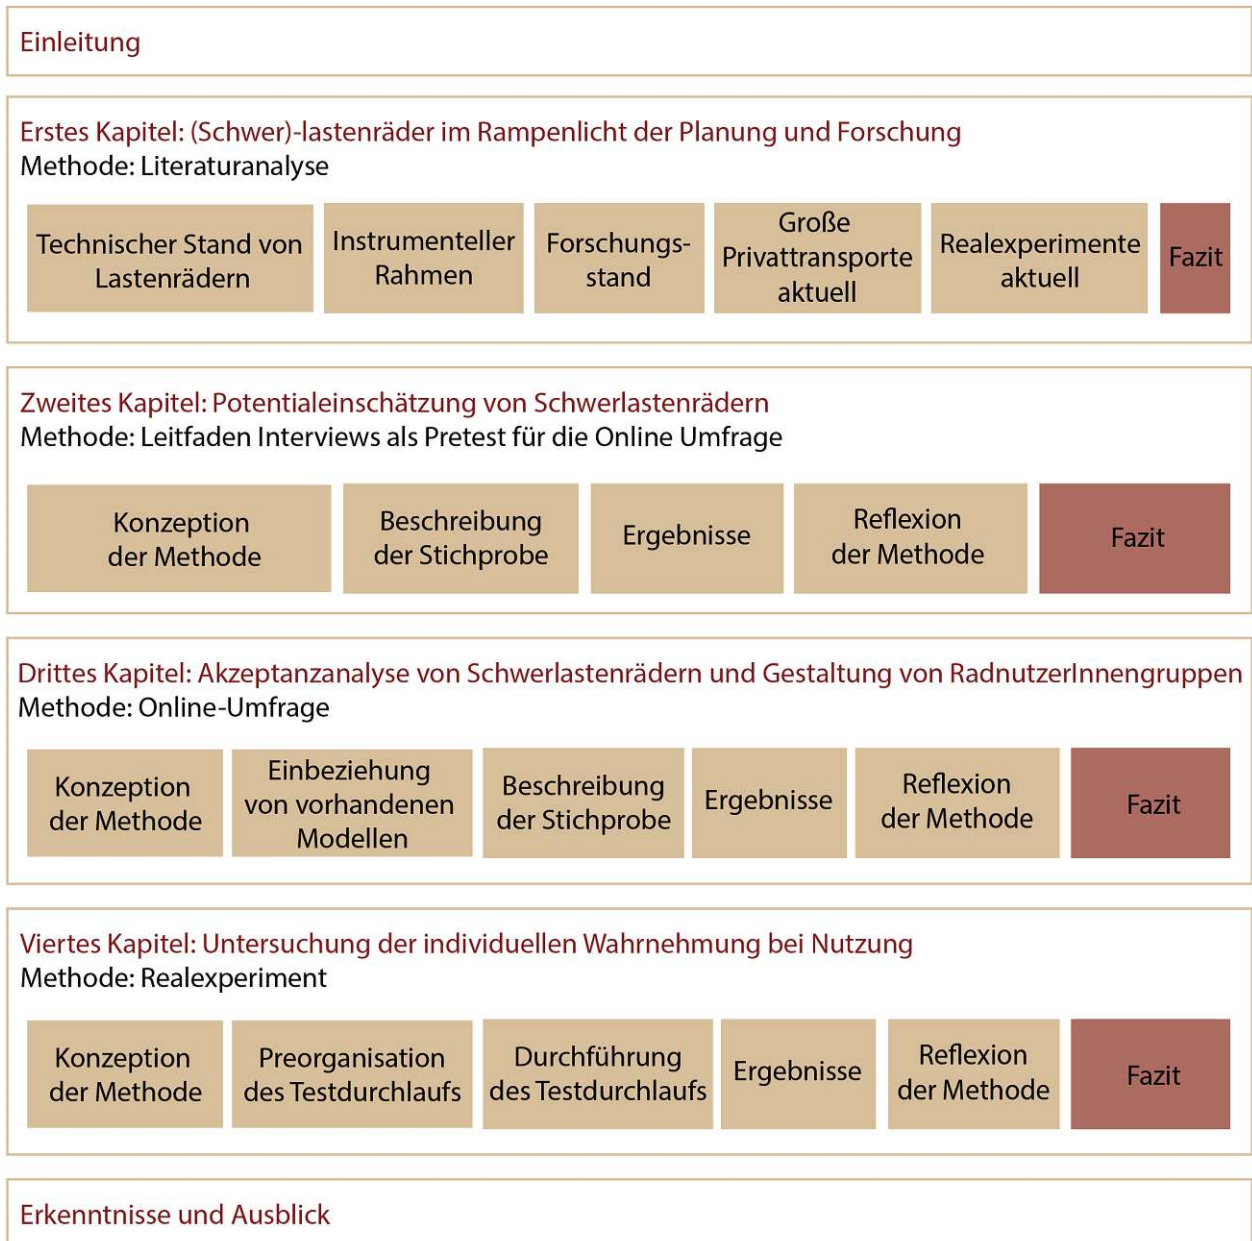 Einleitung
Erstes Kapitel: (Schwer)-lastenräder im Rampenlicht der Planung und Forschung
Methode: Literaturanalyse
Technischer Stand von
Lastenrädern
Instrumenteller
Rahmen
Forschungs-
stand
Große
Privattransporte
aktuell
Realexperimente
aktuell
Fazit
Zweites Kapitel: Potentialeinschätzung von Schwerlastenrädern
Methode: Leitfaden Interviews als Pretest für die Online Umfrage
Konzeption
der Methode
Beschreibung
der Stichprobe
Ergebnisse
Reflexion
der Methode
Fazit
Drittes Kapitel: Akzeptanzanalyse von Schwerlastenrädern und Gestaltung von RadnutzerInnengruppen
Methode: Online-Umfrage
Konzeption
der Methode
Einbeziehung
von vorhandenen
Modellen
Beschreibung
der Stichprobe
Ergebnisse
Reflexion
der Methode
Fazit
Viertes Kapitel: Untersuchung der individuellen Wahrnehmung bei Nutzung
Methode: Realexperiment
Konzeption
der Methode
Preorganisation
des Testdurchlaufs
Durchführung
des Testdurchlaufs
Ergebnisse
Reflexion
der Methode
Fazit
Erkenntnisse und Ausblick